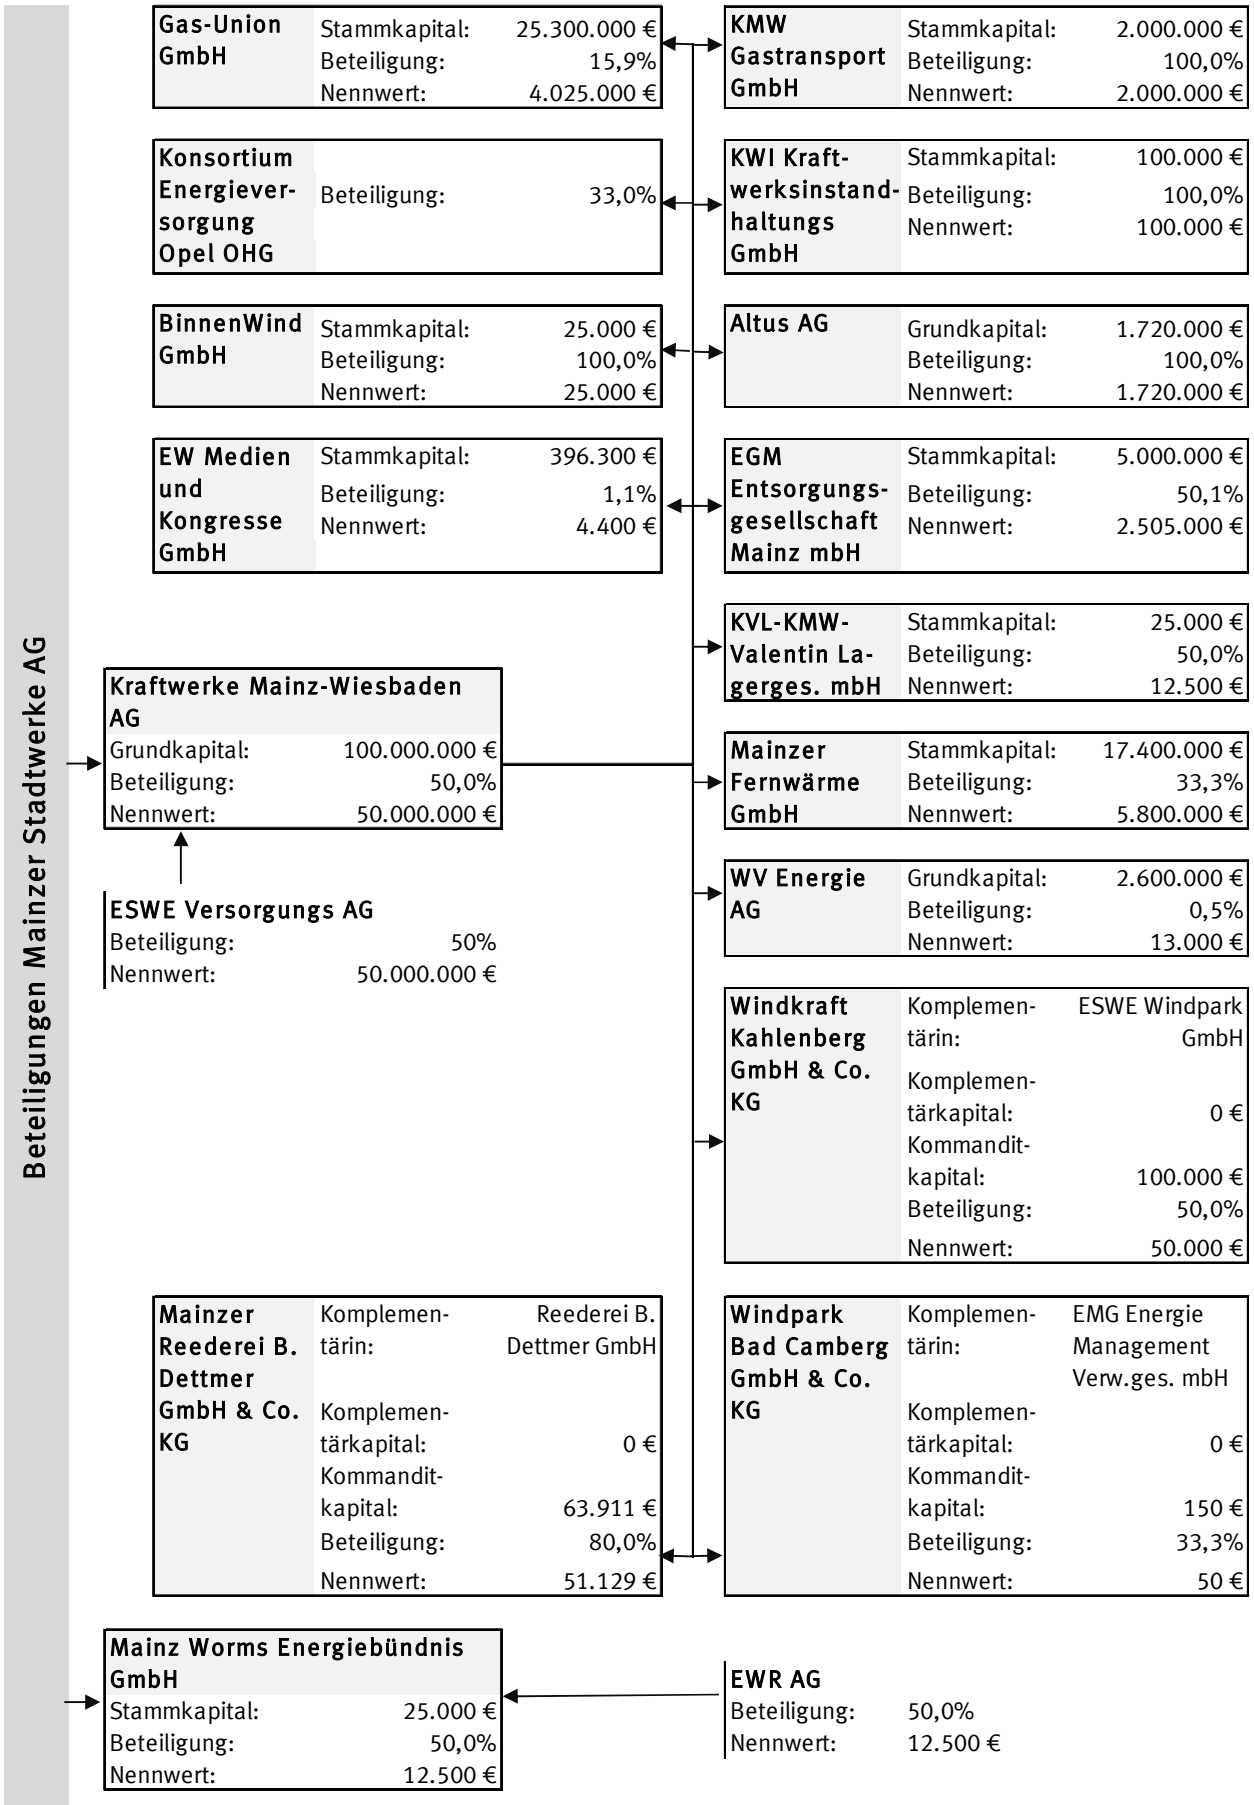 Beteiligungen Mainzer Stadtwerke AG
Gas-Union
GmbH
Stammkapital: 25.300.000 €
Beteiligung: 15,9%
Nennwert: 4.025.000 €
KMW
Gastransport
GmbH
Stammkapital: 2.000.000 €
Beteiligung: 100,0%
Nennwert: 2.000.000 €
Konsortium
Energiever-
sorgung
Opel OHG
Beteiligung: 33,0%
KWI Kraft-
werksinstand-
haltungs
GmbH
Stammkapital: 100.000 €
Beteiligung: 100,0%
Nennwert: 100.000 €
BinnenWind
GmbH
Stammkapital: 25.000 €
Beteiligung: 100,0%
Nennwert: 25.000 €
Altus AG
Grundkapital: 1.720.000 €
Beteiligung: 100,0%
Nennwert: 1.720.000 €
EW Medien
und
Kongresse
GmbH
Stammkapital: 396.300 €
Beteiligung: 1,1%
Nennwert: 4.400 €
EGM
Entsorgungs-
gesellschaft
Mainz mbH
Stammkapital: 5.000.000 €
Beteiligung: 50,1%
Nennwert: 2.505.000 €
KVL-KMW-
Valentin La-
gerges. mbH
Stammkapital: 25.000 €
Beteiligung: 50,0%
Nennwert: 12.500 €
Kraftwerke Mainz-Wiesbaden
AG
Grundkapital: 100.000.000 €
Beteiligung: 50,0%
Nennwert: 50.000.000 €
Mainzer
Fernwärme
GmbH
Stammkapital: 17.400.000 €
Beteiligung: 33,3%
Nennwert: 5.800.000 €
ESWE Versorgungs AG
Beteiligung: 50%
Nennwert: 50.000.000 €
WV Energie
AG
Grundkapital: 2.600.000 €
Beteiligung: 0,5%
Nennwert: 13.000 €
Windkraft
Kahlenberg
GmbH & Co.
KG
Komplemen- ESWE Windpark
tärin: GmbH
Komplemen-
tärkapital: 0 €
Kommandit-
kapital: 100.000 €
Beteiligung: 50,0%
Nennwert: 50.000 €
Mainzer
Reederei B.
Dettmer
GmbH & Co.
KG
Komplemen- Reederei B.
tärin: Dettmer GmbH
Komplemen-
tärkapital: 0 €
Kommandit-
kapital: 63.911 €
Beteiligung: 80,0%
Nennwert: 51.129 €
Windpark
Bad Camberg
GmbH & Co.
KG
Komplemen- EMG Energie
tärin: Management
Verw.ges. mbH
Komplemen-
tärkapital: 0 €
Kommandit-
kapital: 150 €
Beteiligung: 33,3%
Nennwert: 50 €
Mainz Worms Energiebündnis
GmbH
Stammkapital: 25.000 €
Beteiligung: 50,0%
Nennwert: 12.500 €
EWR AG
Beteiligung: 50,0%
Nennwert: 12.500 €